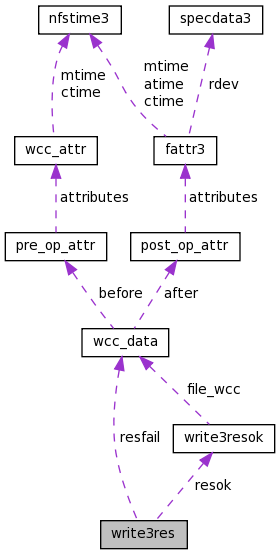 nfstime3
specdata3
mtime
ctime
mtime
atime
ctime
rdev
wcc_attr
fattr3
attributes
attributes
pre_op_attr
post_op_attr
before
after
wcc_data
file_wcc
resfail
write3resok
resok
write3res